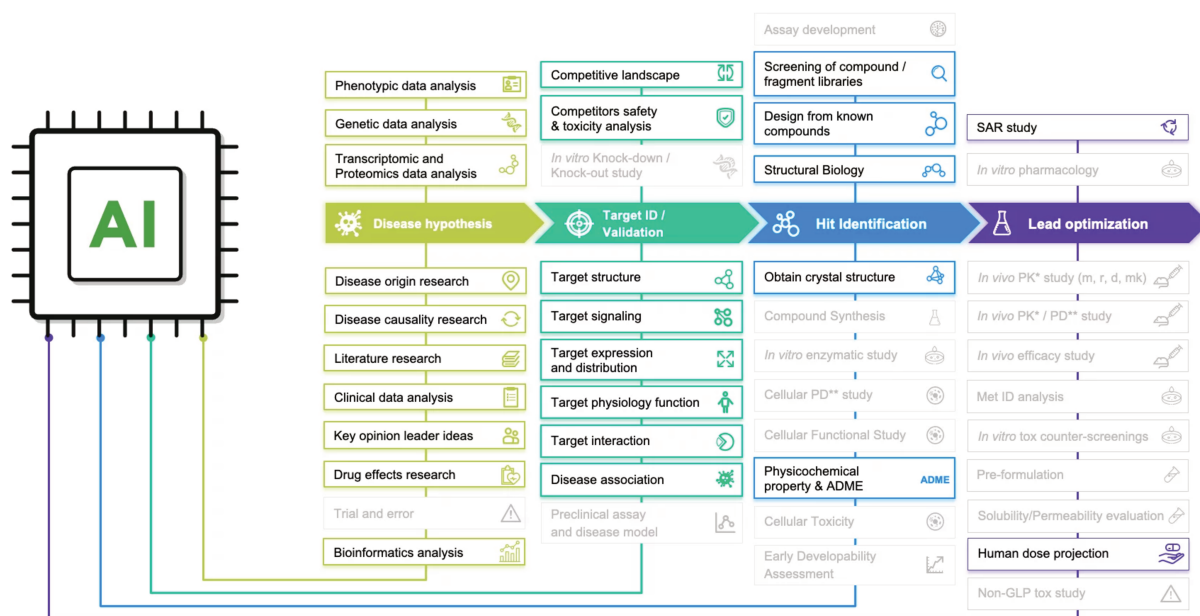 AI
Phenotypic data analysis
Genetic data analysis
Transcriptomic and
Proteomics data analysis
Disease hypothesis
Disease origin research
Disease causality research
Literature research
Clinical data analysis
Key opinion leader ideas
Drug effects research
Trial and error
Bioinformatics analysis
Competitive landscape
Competitors safety
& toxicity analysis
In vitro Knock-down /
Knock-out study
Target ID /
Validation
Target structure
Target signaling
Target expression
and distribution
Target physiology function
Target interaction
Disease association
Preclinical assay
and disease model
Assay development
Screening of compound /
fragment libraries
Design from known
compounds
Structural Biology
Hit Identification
Obtain crystal structure
Compound Synthesis
In vitro enzymatic study
Cellular PD** study
Cellular Functional Study
Physicochemical
property & ADME
ADME
Cellular Toxicity
Early Developability
Assessment
SAR study
In vitro pharmacology
Lead optimization
In vivo PK* study (m, r, d, mk)
In vivo PK* / PD** study
In vivo efficacy study
Met ID analysis
In vitro tox counter-screenings
Pre-formulation
Solubility/Permeability evaluation
Human dose projection
Non-GLP tox study